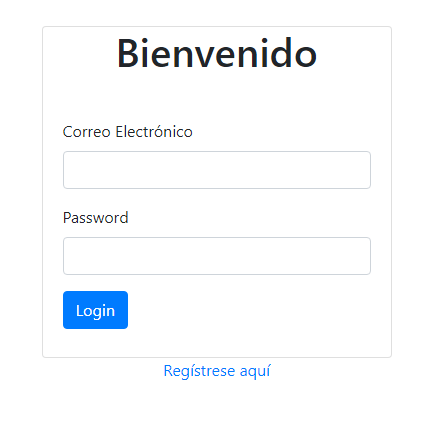 Bienvenido
Correo Electrónico
Password
Login
Regístrese aquí